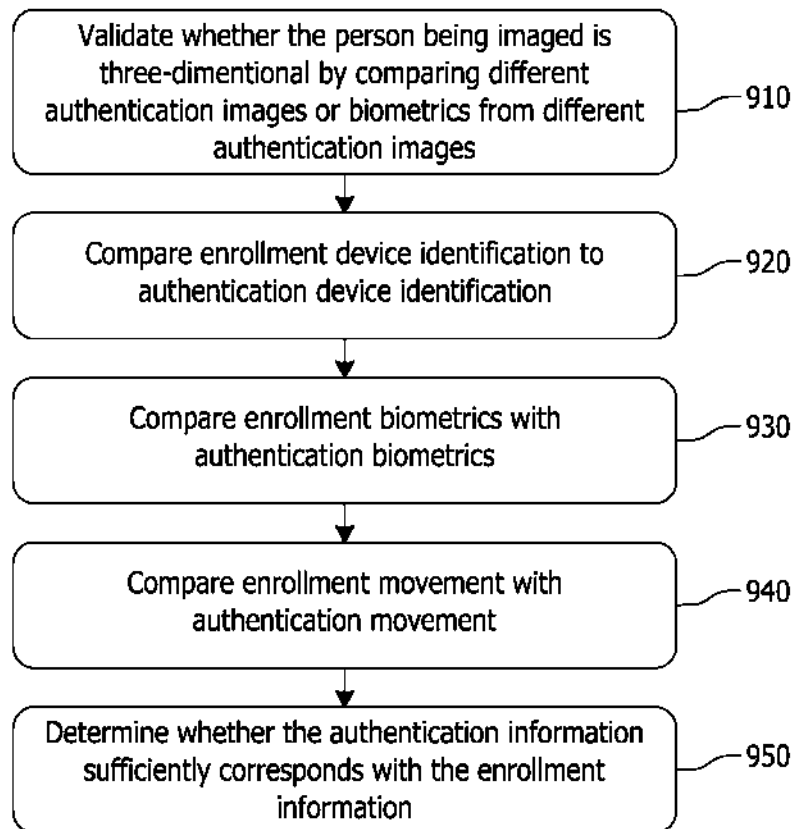 Validate whether the person being imaged is
three-dimentional by comparing different
authentication images or biometrics from different
authentication images
910
Compare enrollment device identification to
authentication device identification
920
Compare enrollment biometrics with
authentication biometrics
930
Compare enrollment movement with
authentication movement
940
Determine whether the authentication information
sufficiently corresponds with the enrollment
information
950